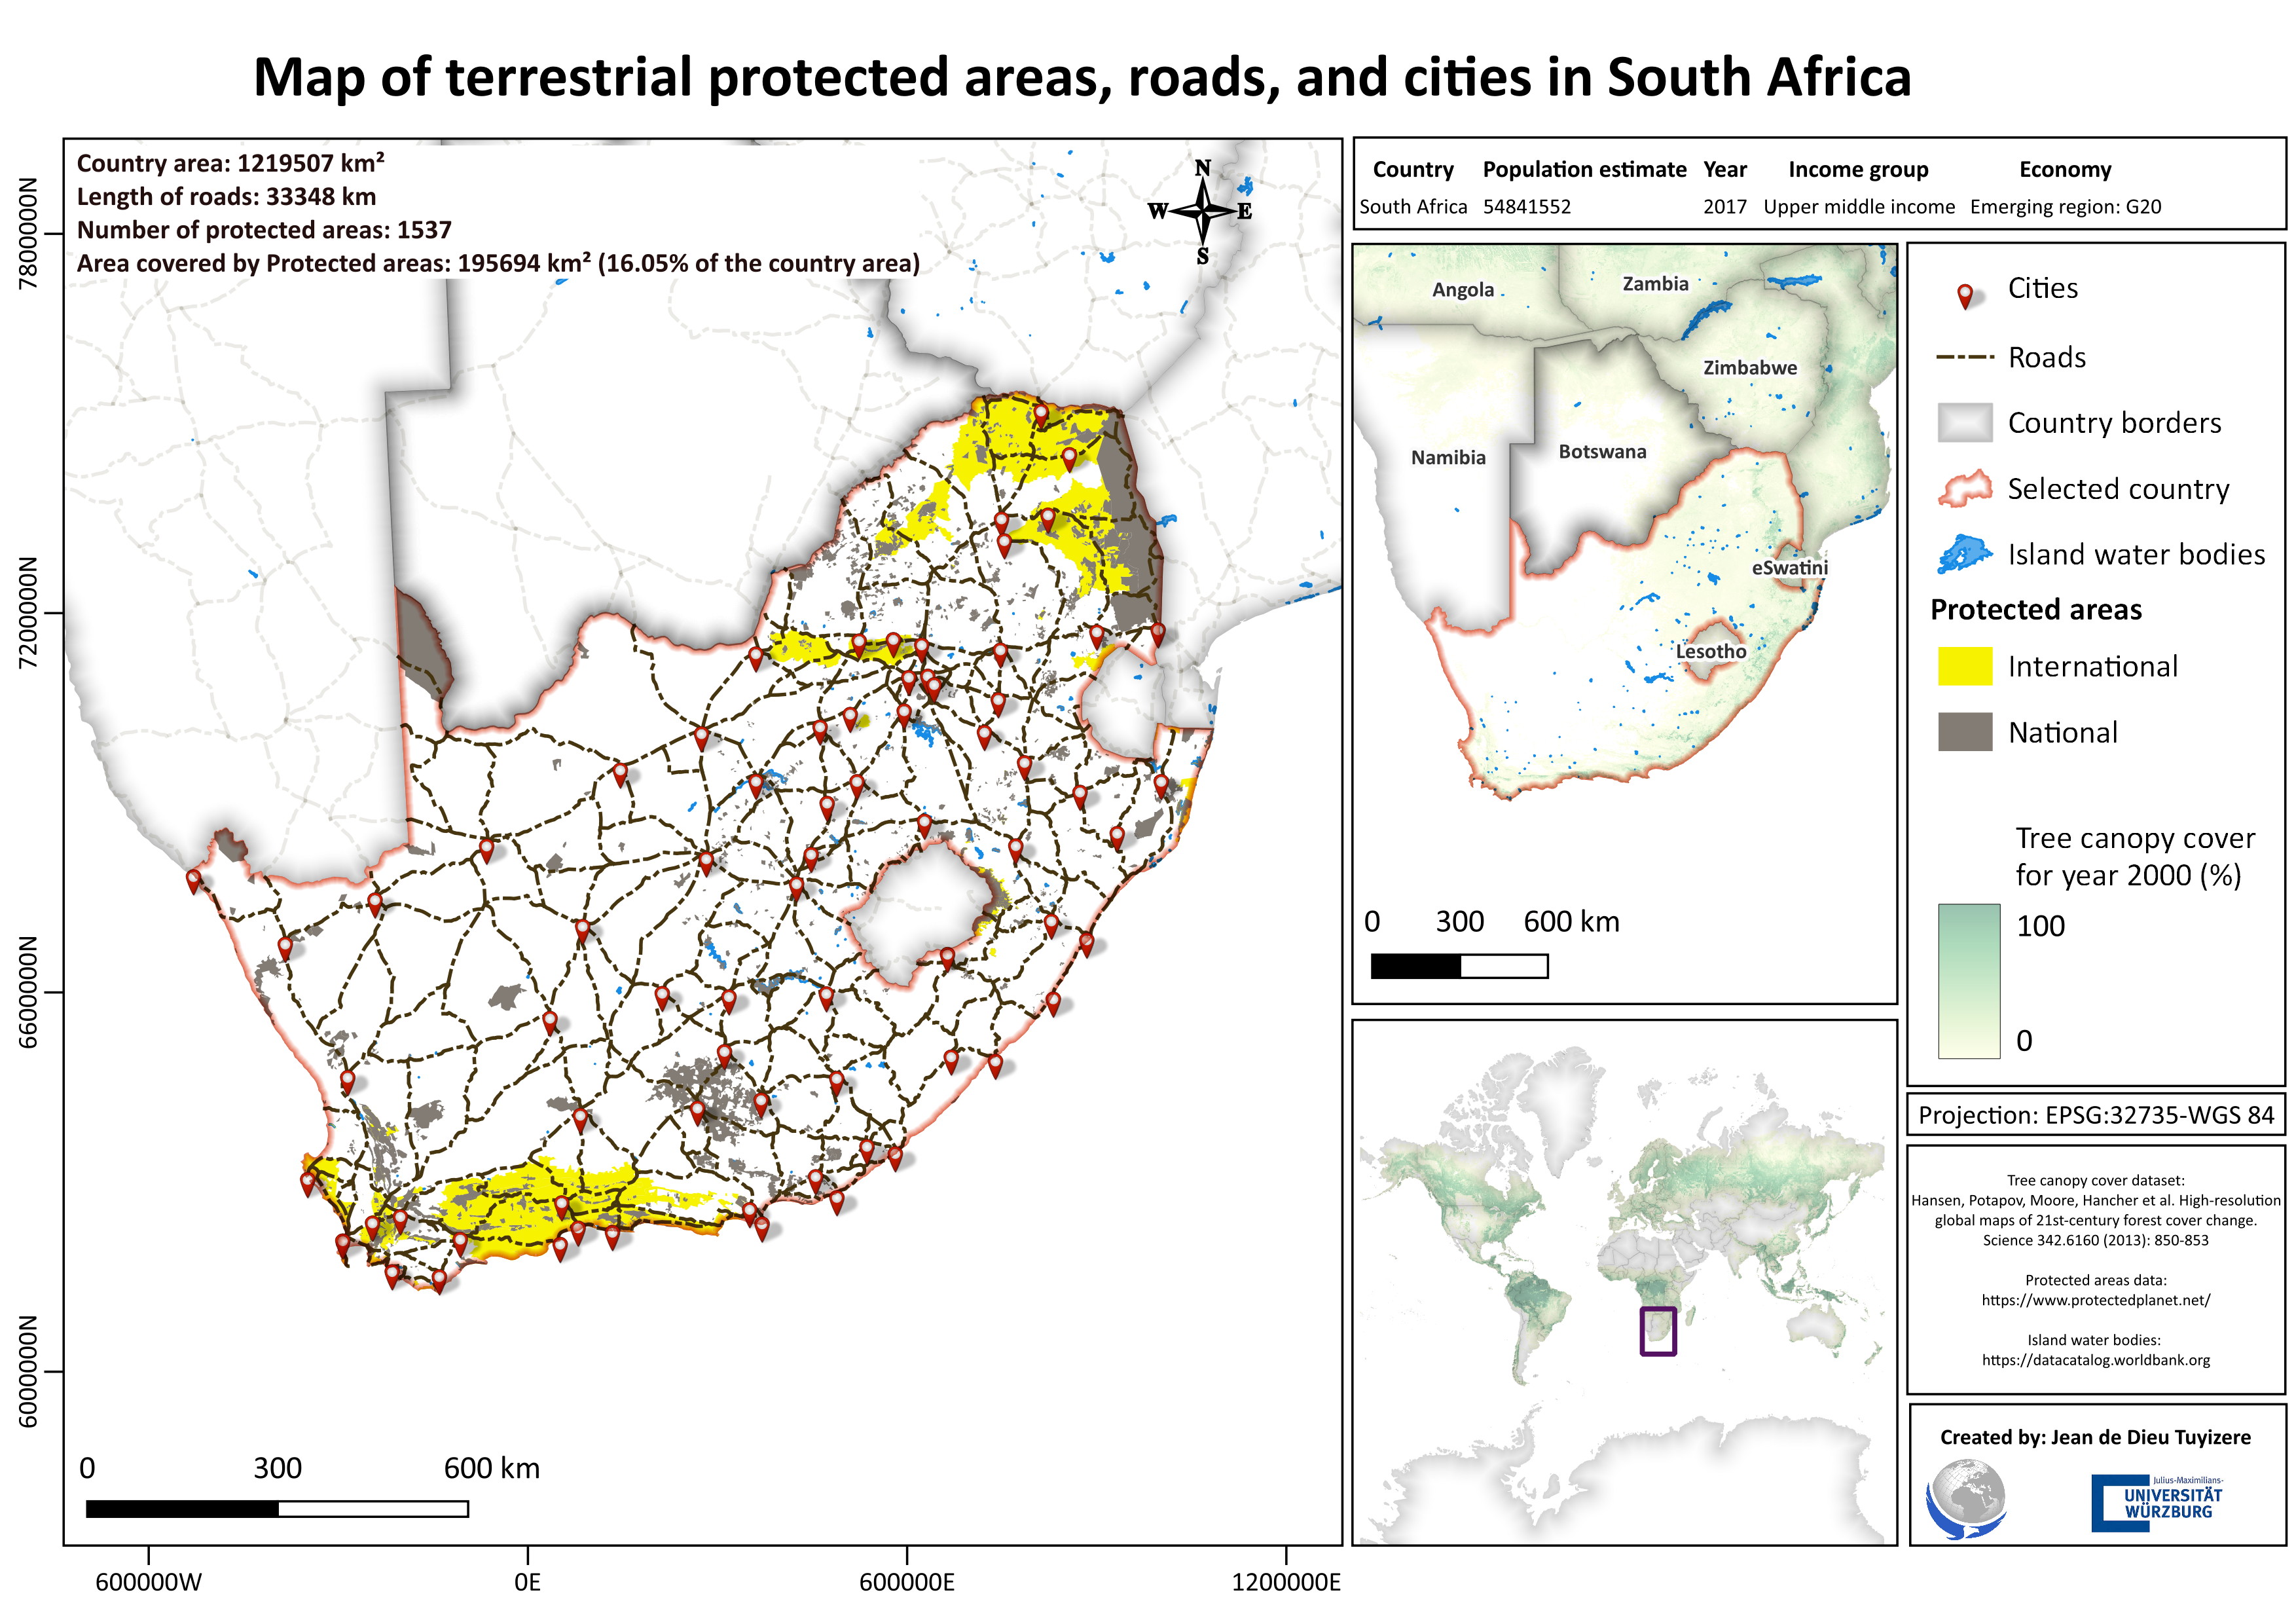 Map of terrestrial protected areas, roads, and cities in South Africa
Country area: 1219507 km²
Length of roads: 33348 km
Number of protected areas: 1537
Area covered by Protected areas: 195694 km² (16.05% of the country area)
N
W E
S
7800000N
7200000N
6600000N
6000000N
0 300 600 km
600000W 0E 600000E 1200000E
Country Population estimate Year Income group Economy
South Africa 54841552 2017 Upper middle income Emerging region: G20
Angola
Zambia
Zimbabwe
Namibia
Botswana
eSwatini
Lesotho
0 300 600 km
Cities
Roads
Country borders
Selected country
Island water bodies
Protected areas
International
National
Tree canopy cover
for year 2000 (%)
100
0
Projection: EPSG:32735-WGS 84
Tree canopy cover dataset:
Hansen, Potapov, Moore, Hancher et al. High-resolution
global maps of 21st-century forest cover change.
Science 342.6160 (2013): 850-853
Protected areas data:
https://www.protectedplanet.net/
Island water bodies:
https://datacatalog.worldbank.org
Created by: Jean de Dieu Tuyizere
Julius-Maximilians-
UNIVERSITÄT
WÜRZBURG